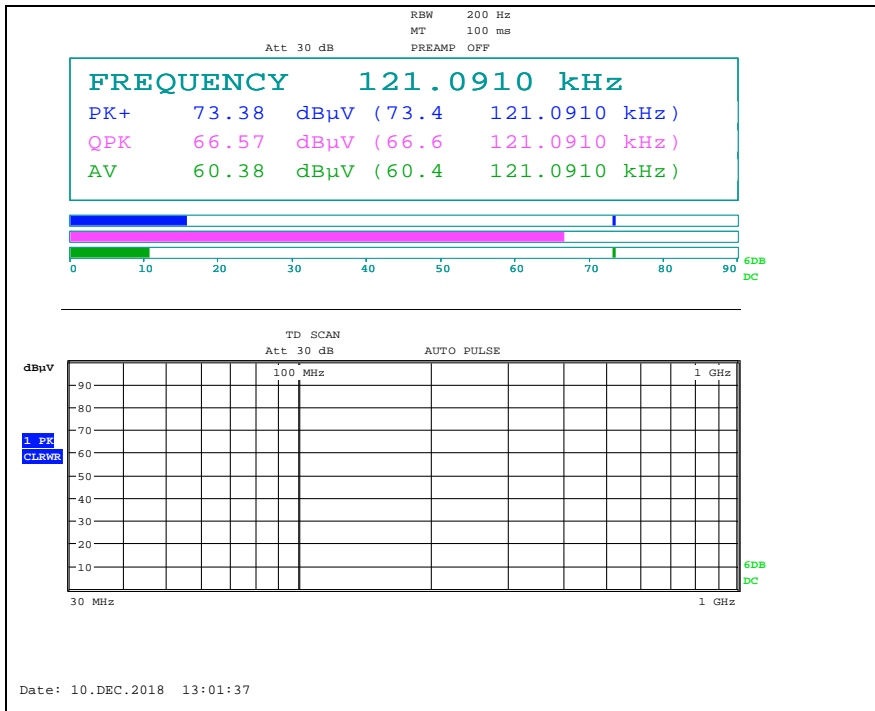 RBW 200 Hz
MT 100 ms
Att 30 dB PREAMP OFF
FREQUENCY 121.0910 kHz
PK+ 73.38 dBµV (73.4 121.0910 kHz)
QPK 66.57 dBµV (66.6 121.0910 kHz)
AV 60.38 dBµV (60.4 121.0910 kHz)
0 10 20 30 40 50 60 70 80 90 6DB
DC
TD SCAN
Att 30 dB AUTO PULSE
dBµV
100 MHz 1 GHz
90
80
70
1 PK
CLRWR 60
50
40
30
20
10 6DB
DC
30 MHz 1 GHz
Date: 10.DEC.2018 13:01:37